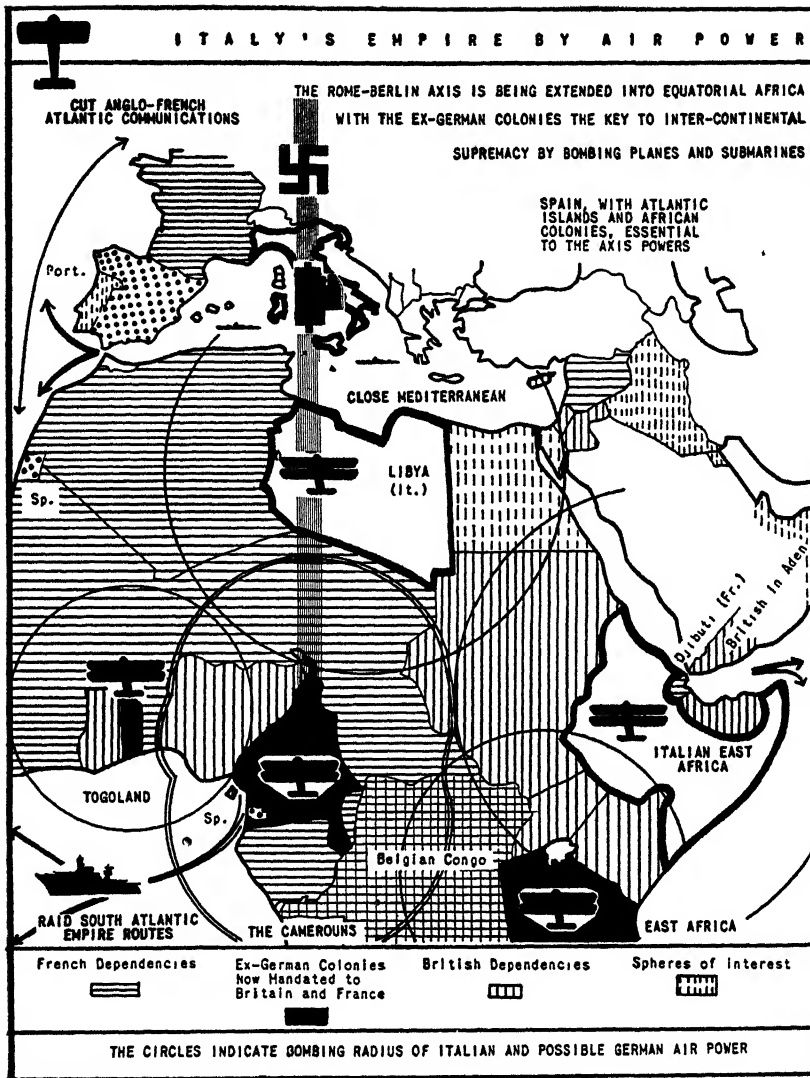 ITALY'S EMPIRE BY AIR POWER
CUT ANGLO-FRENCH
ATLANTIC COMMUNICATIONS
THE ROME-BERLIN AXIS IS BEING EXTENDED INTO EQUATORIAL AFRICA
WITH THE EX-GERMAN COLONIES THE KEY TO INTER-CONTINENTAL
SUPREMACY BY BOMBING PLANES AND SUBMARINES
SPAIN, WITH ATLANTIC
ISLANDS AND AFRICAN
COLONIES, ESSENTIAL
TO THE AXIS POWERS
Port.
CLOSE MEDITERRANEAN
LIBYA
(It.)
Sp.
Djibuti (Fr.)
British in Aden
ITALIAN EAST
AFRICA
TOGOLAND
Sp.
Belgian Congo
RAID SOUTH ATLANTIC
EMPIRE ROUTES
THE CAMEROUNS
EAST AFRICA
French Dependencies
Ex-German Colonies
Now Mandated to
Britain and France
British Dependencies
Spheres of Interest
THE CIRCLES INDICATE BOMBING RADIUS OF ITALIAN AND POSSIBLE GERMAN AIR POWER